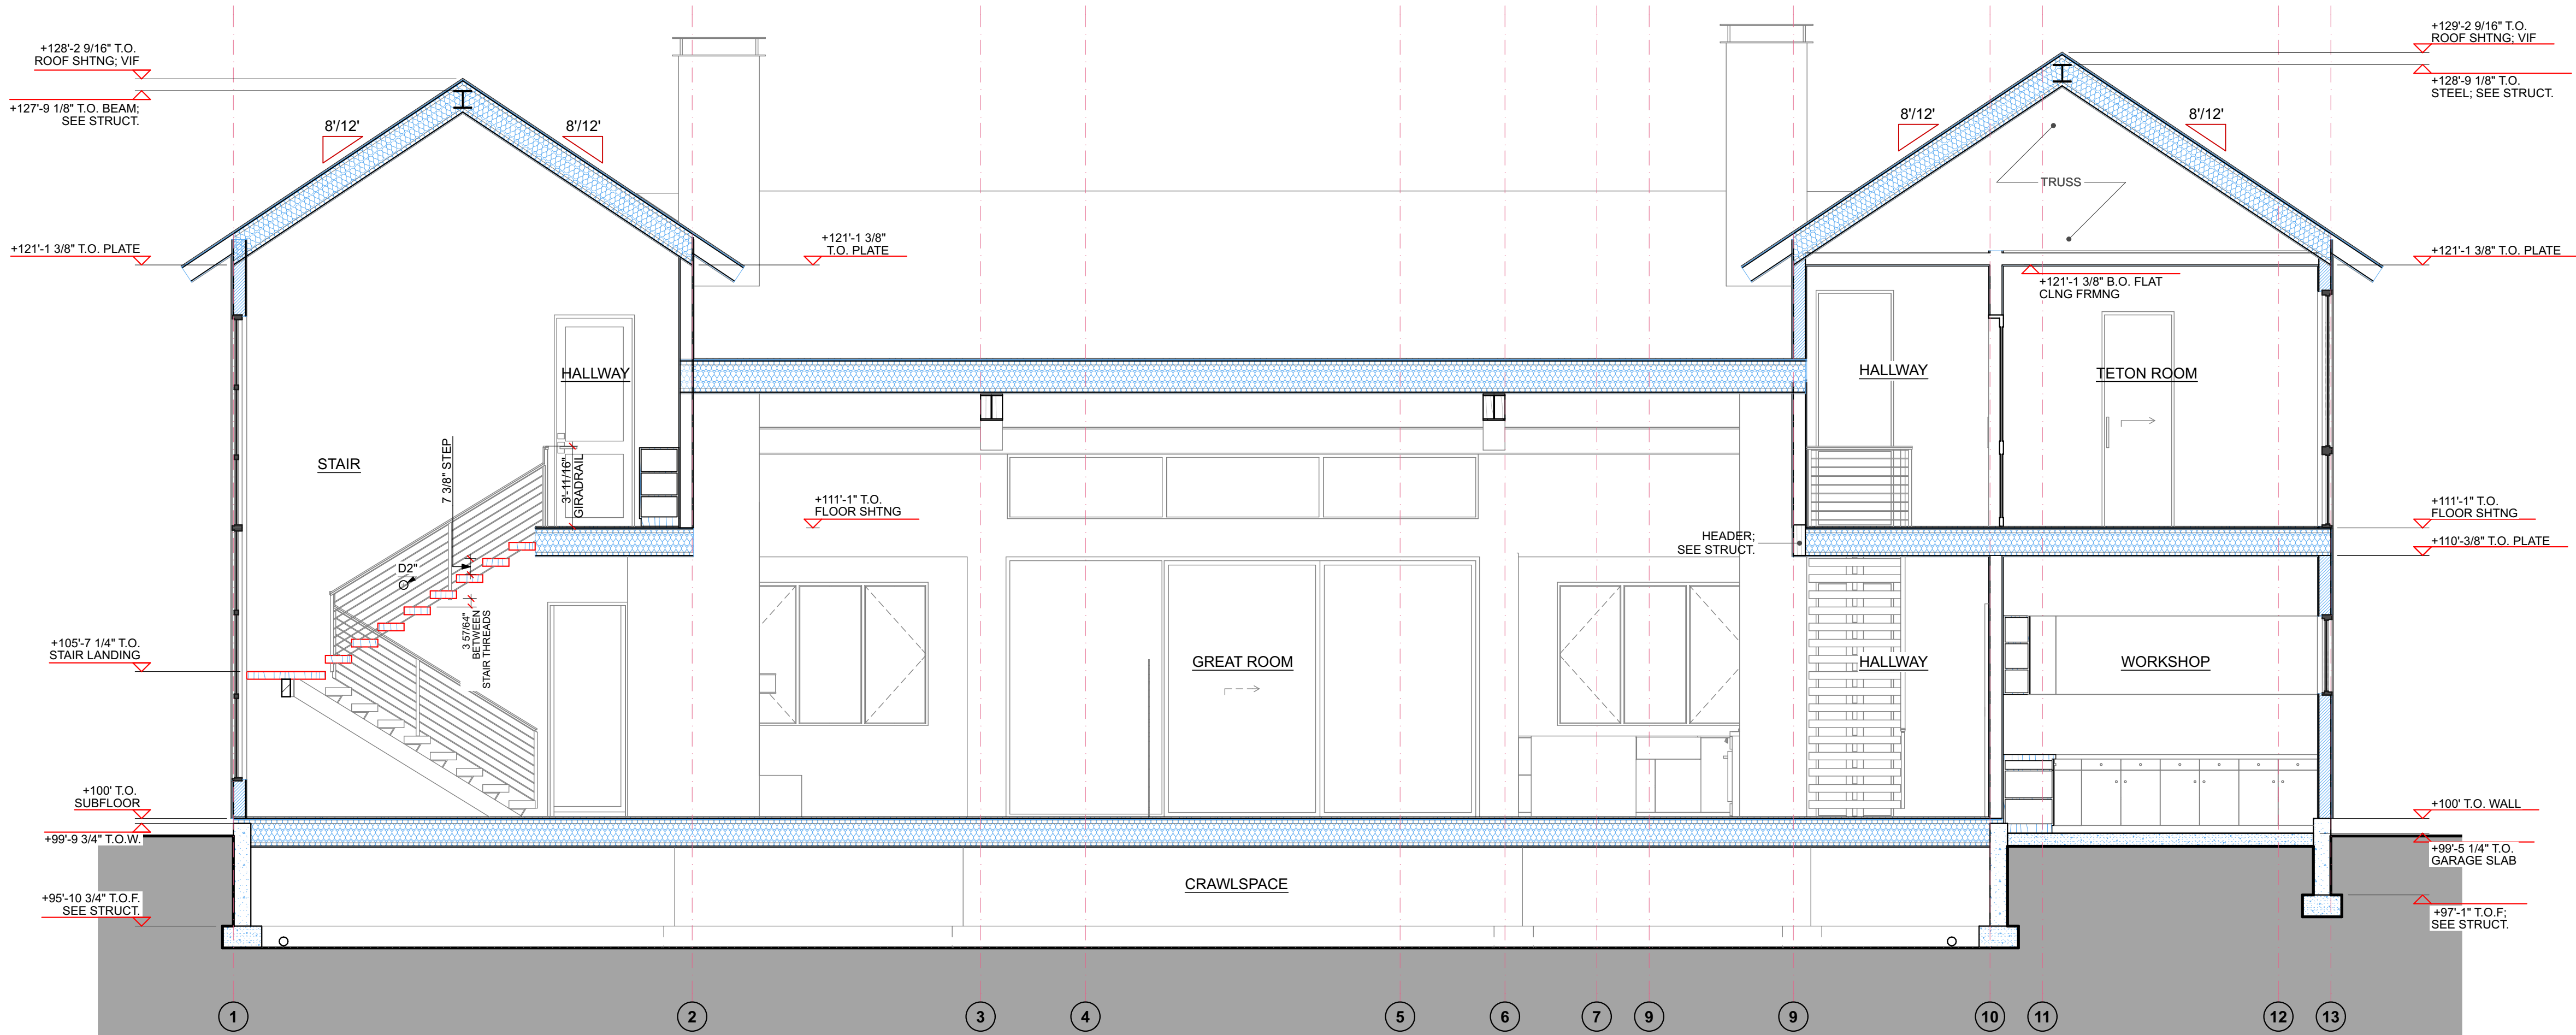 +128'-2 9/16" T.O.
ROOF SHTNG; VIF
+127'-9 1/8" T.O. BEAM;
SEE STRUCT.
8'/12'
8'/12'
8'/12'
8'/12'
+129'-2 9/16" T.O.
ROOF SHTNG; VIF
+128'-9 1/8" T.O.
STEEL; SEE STRUCT.
TRUSS
+121'-1 3/8" T.O. PLATE
+121'-1 3/8"
T.O. PLATE
+121'-1 3/8" T.O. PLATE
+121'-1 3/8" B.O. FLAT
CLNG FRMNG
HALLWAY
HALLWAY
TETON ROOM
STAIR
7 3/8" STEP
3'-11/16"
GIRADRAIL
+111'-1" T.O.
FLOOR SHTNG
+111'-1" T.O.
FLOOR SHTNG
HEADER;
SEE STRUCT.
+110'-3/8" T.O. PLATE
D2"
3 57/64"
BETWEEN
STAIR THREADS
+105'-7 1/4" T.O.
STAIR LANDING
GREAT ROOM
HALLWAY
WORKSHOP
+100' T.O.
SUBFLOOR
+99'-9 3/4" T.O.W.
+100' T.O. WALL
+99'-5 1/4" T.O.
GARAGE SLAB
+95'-10 3/4" T.O.F.
SEE STRUCT.
CRAWLSPACE
+97'-1" T.O.F;
SEE STRUCT.
1
2
3
4
5
6
7
9
9
10
11
12
13